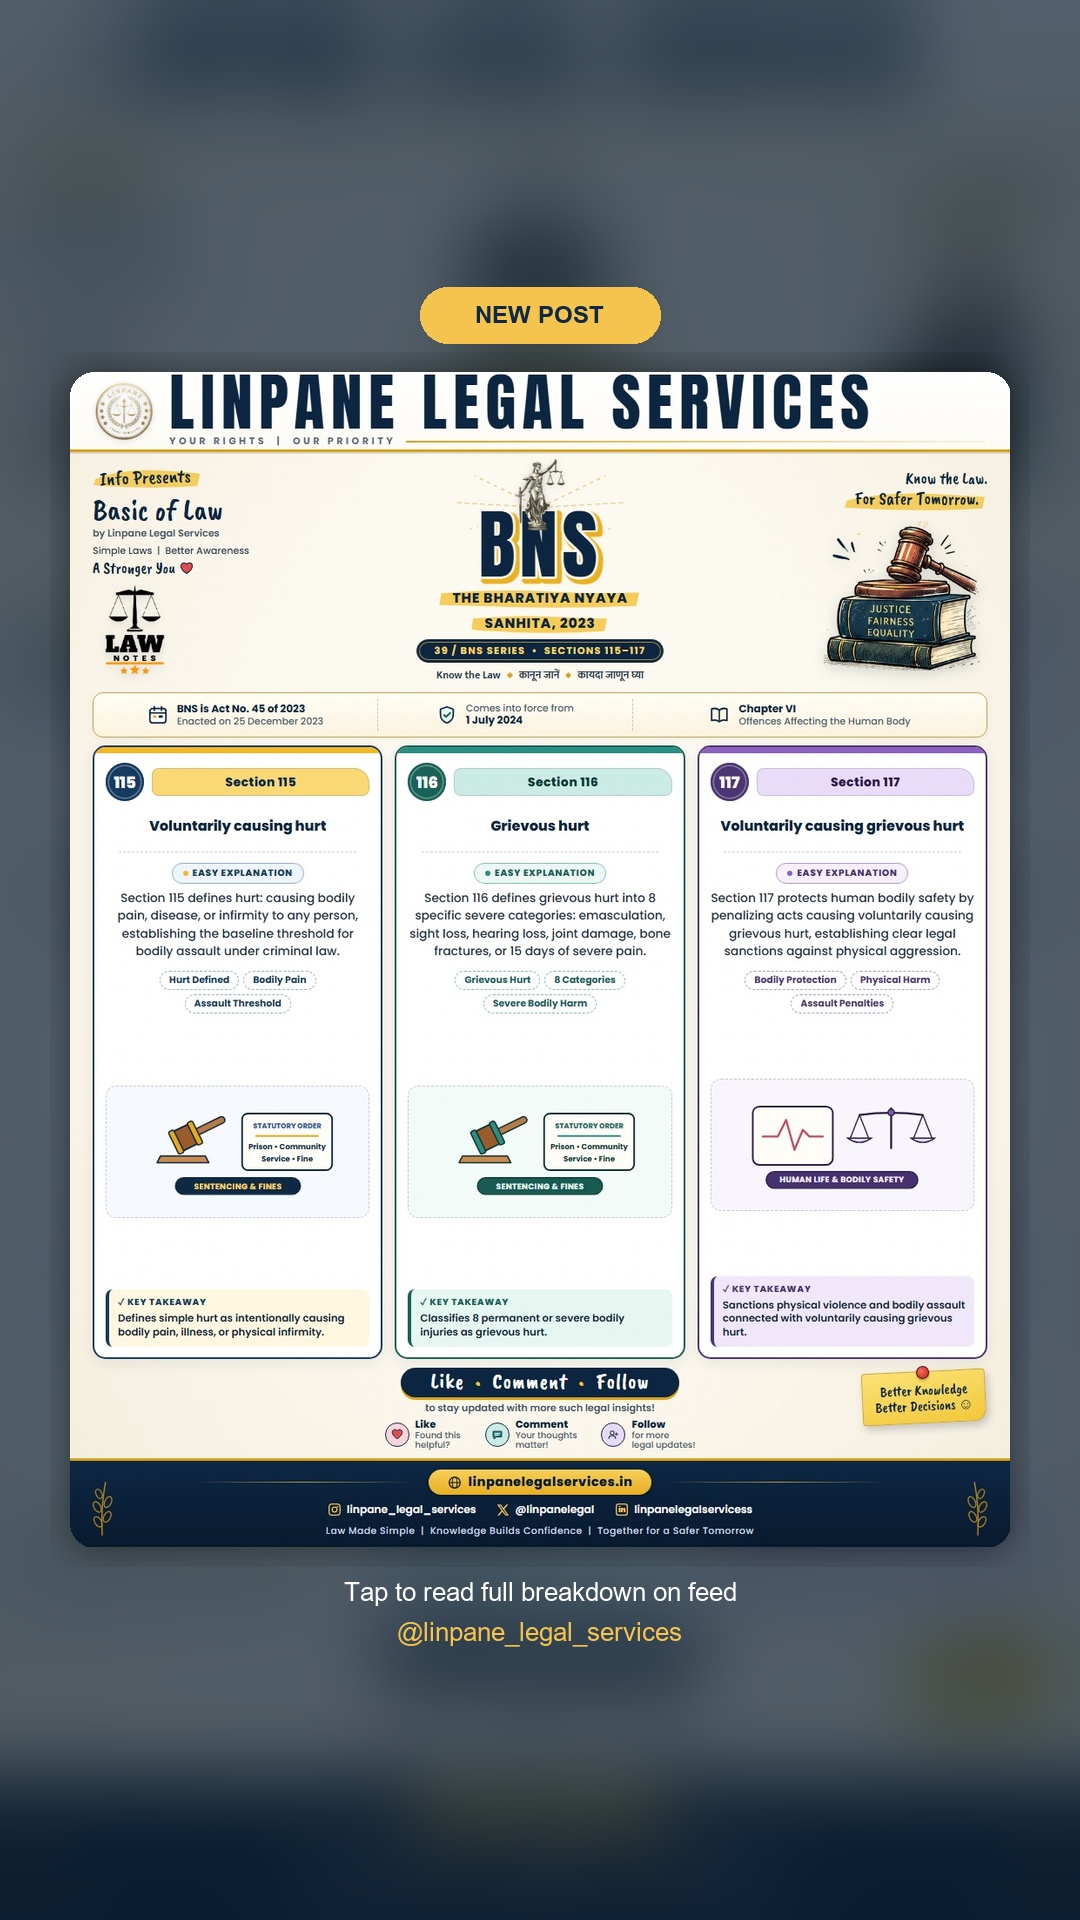 NEW POST
LINPANE LEGAL SERVICES
YOUR RIGHTS | OUR PRIORITY
Info Presents
Basic of Law
by Linpane Legal Services
Simple Laws | Better Awareness
A Stronger You
LAW
NOTES
BNS
THE BHARATIYA NYAYA
SANHITA, 2023
39 / BNS SERIES • SECTIONS 115–117
Know the Law ◆ कानून जानें ◆ कायदा जाणून घ्या
Know the Law.
For Safer Tomorrow.
JUSTICE
FAIRNESS
EQUALITY
BNS is Act No. 45 of 2023
Enacted on 25 December 2023
Comes into force from
1 July 2024
Chapter VI
Offences Affecting the Human Body
115
Section 115
Voluntarily causing hurt
EASY EXPLANATION
Section 115 defines hurt: causing bodily
pain, disease, or infirmity to any person,
establishing the baseline threshold for
bodily assault under criminal law.
Hurt Defined
Bodily Pain
Assault Threshold
STATUTORY ORDER
Prison • Community
Service • Fine
SENTENCING & FINES
✓ KEY TAKEAWAY
Defines simple hurt as intentionally causing
bodily pain, illness, or physical infirmity.
116
Section 116
Grievous hurt
EASY EXPLANATION
Section 116 defines grievous hurt into 8
specific severe categories: emasculation,
sight loss, hearing loss, joint damage, bone
fractures, or 15 days of severe pain.
Grievous Hurt
8 Categories
Severe Bodily Harm
STATUTORY ORDER
Prison • Community
Service • Fine
SENTENCING & FINES
✓ KEY TAKEAWAY
Classifies 8 permanent or severe bodily
injuries as grievous hurt.
117
Section 117
Voluntarily causing grievous hurt
EASY EXPLANATION
Section 117 protects human bodily safety by
penalizing acts causing voluntarily causing
grievous hurt, establishing clear legal
sanctions against physical aggression.
Bodily Protection
Physical Harm
Assault Penalties
HUMAN LIFE & BODILY SAFETY
✓ KEY TAKEAWAY
Sanctions physical violence and bodily assault
connected with voluntarily causing grievous
hurt.
Like • Comment • Follow
to stay updated with more such legal insights!
Like
Found this
helpful?
Comment
Your thoughts
matter!
Follow
for more
legal updates!
Better Knowledge
Better Decisions ☺
linpanelegalservices.in
linpane_legal_services
@linpanelegal
linpanelegalservicess
Law Made Simple | Knowledge Builds Confidence | Together for a Safer Tomorrow
Tap to read full breakdown on feed
@linpane_legal_services